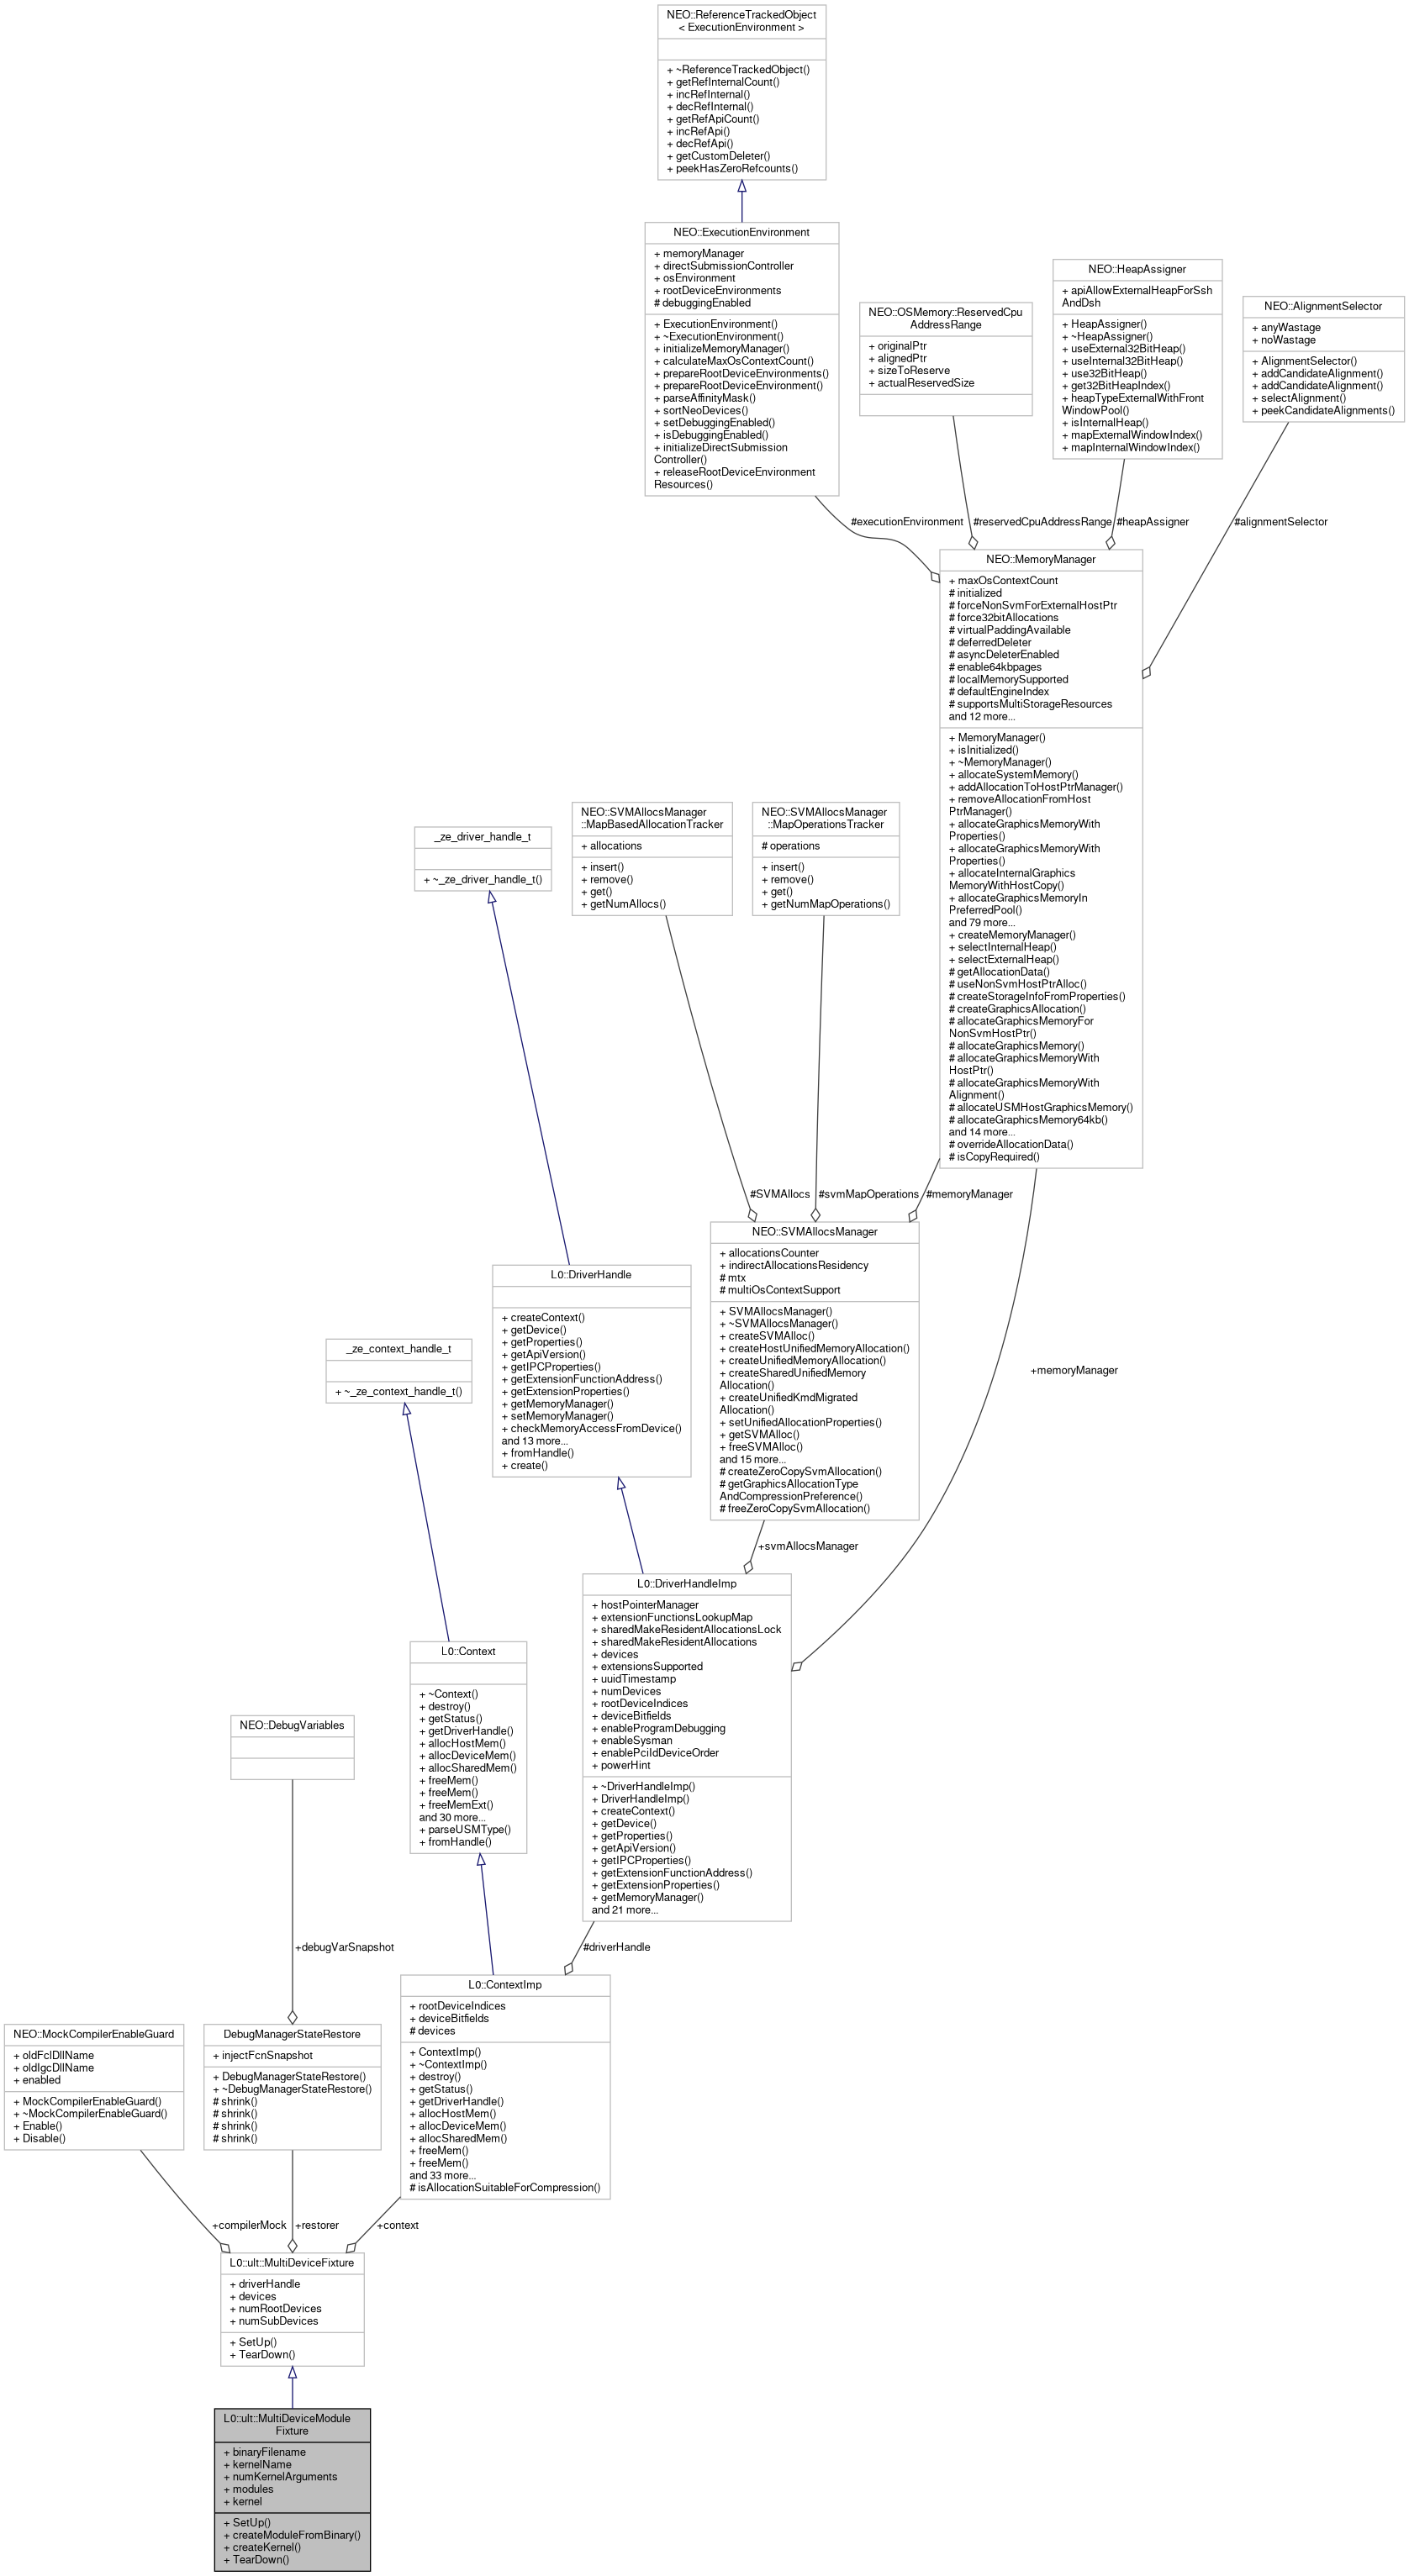 NEO::ReferenceTrackedObject
< ExecutionEnvironment >
+ ~ReferenceTrackedObject()
+ getRefInternalCount()
+ incRefInternal()
+ decRefInternal()
+ getRefApiCount()
+ incRefApi()
+ decRefApi()
+ getCustomDeleter()
+ peekHasZeroRefcounts()
NEO::ExecutionEnvironment
+ memoryManager
+ directSubmissionController
+ osEnvironment
+ rootDeviceEnvironments
# debuggingEnabled
+ ExecutionEnvironment()
+ ~ExecutionEnvironment()
+ initializeMemoryManager()
+ calculateMaxOsContextCount()
+ prepareRootDeviceEnvironments()
+ prepareRootDeviceEnvironment()
+ parseAffinityMask()
+ sortNeoDevices()
+ setDebuggingEnabled()
+ isDebuggingEnabled()
+ initializeDirectSubmission
Controller()
+ releaseRootDeviceEnvironment
Resources()
NEO::OSMemory::ReservedCpu
AddressRange
+ originalPtr
+ alignedPtr
+ sizeToReserve
+ actualReservedSize
NEO::HeapAssigner
+ apiAllowExternalHeapForSsh
AndDsh
+ HeapAssigner()
+ ~HeapAssigner()
+ useExternal32BitHeap()
+ useInternal32BitHeap()
+ use32BitHeap()
+ get32BitHeapIndex()
+ heapTypeExternalWithFront
WindowPool()
+ isInternalHeap()
+ mapExternalWindowIndex()
+ mapInternalWindowIndex()
NEO::AlignmentSelector
+ anyWastage
+ noWastage
+ AlignmentSelector()
+ addCandidateAlignment()
+ addCandidateAlignment()
+ selectAlignment()
+ peekCandidateAlignments()
#executionEnvironment
#reservedCpuAddressRange
#heapAssigner
#alignmentSelector
NEO::MemoryManager
+ maxOsContextCount
# initialized
# forceNonSvmForExternalHostPtr
# force32bitAllocations
# virtualPaddingAvailable
# deferredDeleter
# asyncDeleterEnabled
# enable64kbpages
# localMemorySupported
# defaultEngineIndex
# supportsMultiStorageResources
and 12 more...
+ MemoryManager()
+ isInitialized()
+ ~MemoryManager()
+ allocateSystemMemory()
+ addAllocationToHostPtrManager()
+ removeAllocationFromHost
PtrManager()
+ allocateGraphicsMemoryWith
Properties()
+ allocateGraphicsMemoryWith
Properties()
+ allocateInternalGraphics
MemoryWithHostCopy()
+ allocateGraphicsMemoryIn
PreferredPool()
and 79 more...
+ createMemoryManager()
+ selectInternalHeap()
+ selectExternalHeap()
# getAllocationData()
# useNonSvmHostPtrAlloc()
# createStorageInfoFromProperties()
# createGraphicsAllocation()
# allocateGraphicsMemoryFor
NonSvmHostPtr()
# allocateGraphicsMemory()
# allocateGraphicsMemoryWith
HostPtr()
# allocateGraphicsMemoryWith
Alignment()
# allocateUSMHostGraphicsMemory()
# allocateGraphicsMemory64kb()
and 14 more...
# overrideAllocationData()
# isCopyRequired()
NEO::SVMAllocsManager
::MapBasedAllocationTracker
+ allocations
+ insert()
+ remove()
+ get()
+ getNumAllocs()
NEO::SVMAllocsManager
::MapOperationsTracker
# operations
+ insert()
+ remove()
+ get()
+ getNumMapOperations()
_ze_driver_handle_t
+ ~_ze_driver_handle_t()
#SVMAllocs
#svmMapOperations
#memoryManager
NEO::SVMAllocsManager
+ allocationsCounter
+ indirectAllocationsResidency
# mtx
# multiOsContextSupport
+ SVMAllocsManager()
+ ~SVMAllocsManager()
+ createSVMAlloc()
+ createHostUnifiedMemoryAllocation()
+ createUnifiedMemoryAllocation()
+ createSharedUnifiedMemory
Allocation()
+ createUnifiedKmdMigrated
Allocation()
+ setUnifiedAllocationProperties()
+ getSVMAlloc()
+ freeSVMAlloc()
and 15 more...
# createZeroCopySvmAllocation()
# getGraphicsAllocationType
AndCompressionPreference()
# freeZeroCopySvmAllocation()
L0::DriverHandle
+ createContext()
+ getDevice()
+ getProperties()
+ getApiVersion()
+ getIPCProperties()
+ getExtensionFunctionAddress()
+ getExtensionProperties()
+ getMemoryManager()
+ setMemoryManager()
+ checkMemoryAccessFromDevice()
and 13 more...
+ fromHandle()
+ create()
_ze_context_handle_t
+ ~_ze_context_handle_t()
+memoryManager
+svmAllocsManager
L0::DriverHandleImp
+ hostPointerManager
+ extensionFunctionsLookupMap
+ sharedMakeResidentAllocationsLock
+ sharedMakeResidentAllocations
+ devices
+ extensionsSupported
+ uuidTimestamp
+ numDevices
+ rootDeviceIndices
+ deviceBitfields
+ enableProgramDebugging
+ enableSysman
+ enablePciIdDeviceOrder
+ powerHint
+ ~DriverHandleImp()
+ DriverHandleImp()
+ createContext()
+ getDevice()
+ getProperties()
+ getApiVersion()
+ getIPCProperties()
+ getExtensionFunctionAddress()
+ getExtensionProperties()
+ getMemoryManager()
and 21 more...
L0::Context
+ ~Context()
+ destroy()
+ getStatus()
+ getDriverHandle()
+ allocHostMem()
+ allocDeviceMem()
+ allocSharedMem()
+ freeMem()
+ freeMem()
+ freeMemExt()
and 30 more...
+ parseUSMType()
+ fromHandle()
NEO::DebugVariables
+debugVarSnapshot
#driverHandle
L0::ContextImp
+ rootDeviceIndices
+ deviceBitfields
# devices
+ ContextImp()
+ ~ContextImp()
+ destroy()
+ getStatus()
+ getDriverHandle()
+ allocHostMem()
+ allocDeviceMem()
+ allocSharedMem()
+ freeMem()
+ freeMem()
and 33 more...
# isAllocationSuitableForCompression()
NEO::MockCompilerEnableGuard
+ oldFclDllName
+ oldIgcDllName
+ enabled
+ MockCompilerEnableGuard()
+ ~MockCompilerEnableGuard()
+ Enable()
+ Disable()
DebugManagerStateRestore
+ injectFcnSnapshot
+ DebugManagerStateRestore()
+ ~DebugManagerStateRestore()
# shrink()
# shrink()
# shrink()
# shrink()
+compilerMock
+restorer
+context
L0::ult::MultiDeviceFixture
+ driverHandle
+ devices
+ numRootDevices
+ numSubDevices
+ SetUp()
+ TearDown()
L0::ult::MultiDeviceModule
Fixture
+ binaryFilename
+ kernelName
+ numKernelArguments
+ modules
+ kernel
+ SetUp()
+ createModuleFromBinary()
+ createKernel()
+ TearDown()